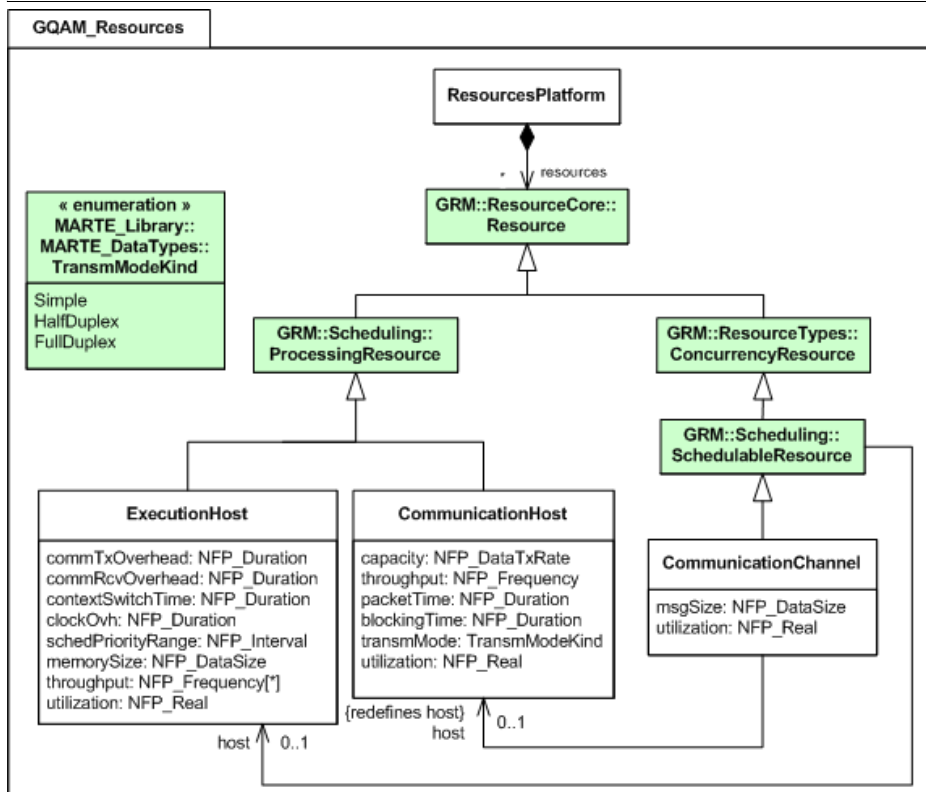 GQAM_Resources
ResourcesPlatform
* resources
GRM::ResourceCore::
Resource
« enumeration »
MARTE_Library::
MARTE_DataTypes::
TransmModeKind
Simple
HalfDuplex
FullDuplex
GRM::Scheduling::
ProcessingResource
GRM::ResourceTypes::
ConcurrencyResource
GRM::Scheduling::
SchedulableResource
ExecutionHost
commTxOverhead: NFP_Duration
commRcvOverhead: NFP_Duration
contextSwitchTime: NFP_Duration
clockOvh: NFP_Duration
schedPriorityRange: NFP_Interval
memorySize: NFP_DataSize
throughput: NFP_Frequency[*]
utilization: NFP_Real
CommunicationHost
capacity: NFP_DataTxRate
throughput: NFP_Frequency
packetTime: NFP_Duration
blockingTime: NFP_Duration
transmMode: TransmModeKind
utilization: NFP_Real
CommunicationChannel
msgSize: NFP_DataSize
utilization: NFP_Real
{redefines host}
host 0..1
host 0..1